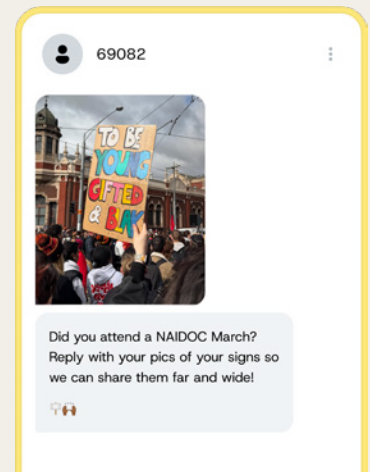 69082
TO BE
YOUNG
GIFTED
& BLAK
Did you attend a NAIDOC March?
Reply with your pics of your signs so
we can share them far and wide!
🪧🙌🏾